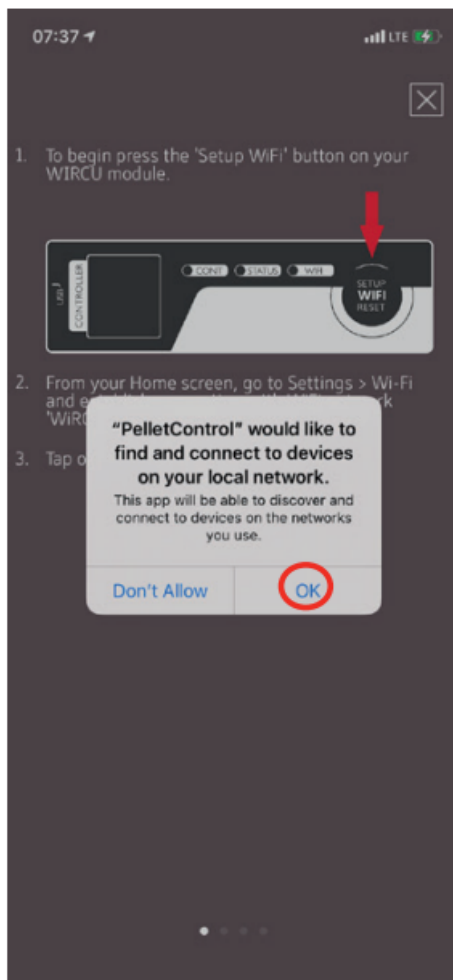 07:37
LTE
1. To begin press the 'Setup WiFi' button on your
WIRCU module.
USB
CONTROLLER
CONT
STATUS
WIFI
SETUP
WIFI
RESET
2. From your Home screen, go to Settings > Wi-Fi
and
'WiRC
3. Tap o
"PelletControl" would like to
find and connect to devices
on your local network.
This app will be able to discover and
connect to devices on the networks
you use.
Don't Allow
OK